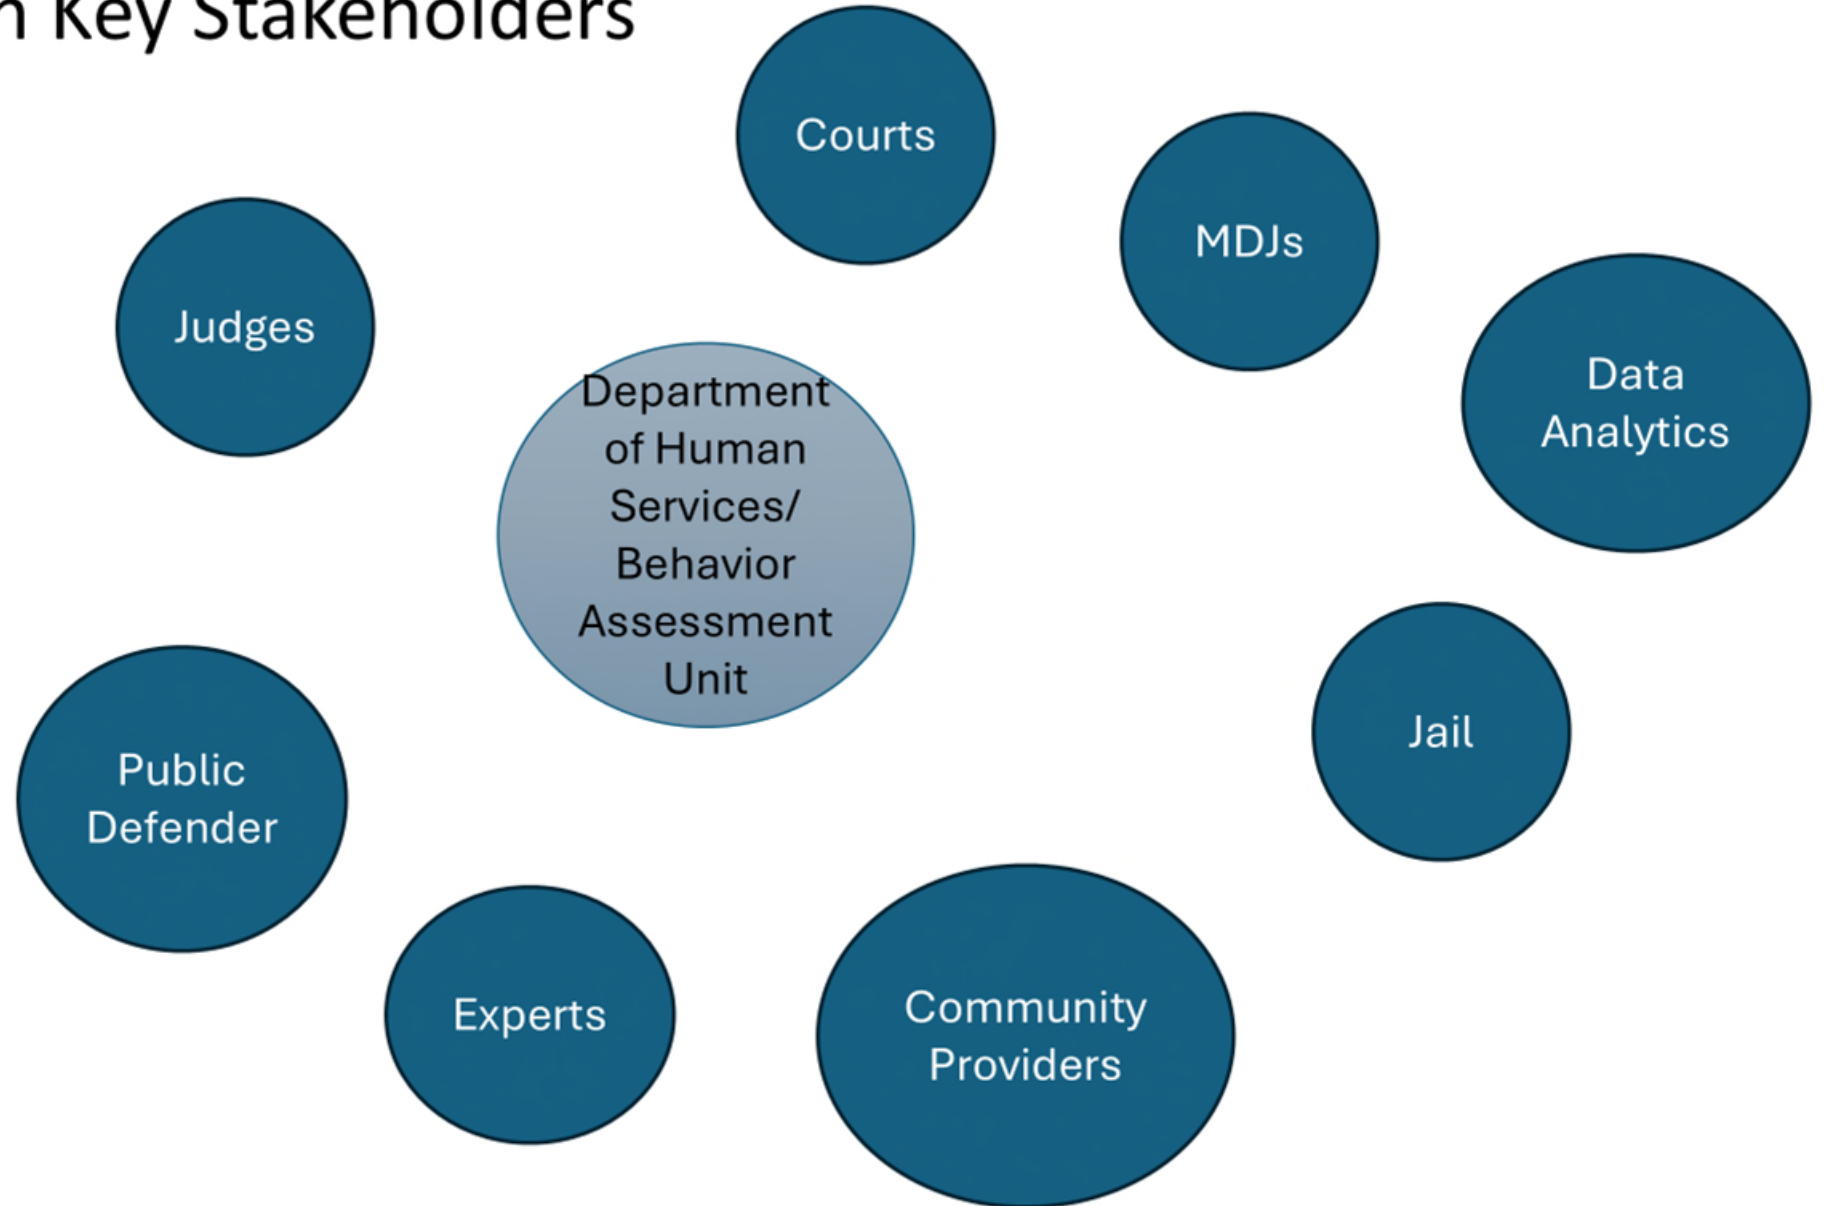 Key Stakeholders
Courts
MDJs
Judges
Data
Analytics
Department
of Human
Services/
Behavior
Assessment
Unit
Jail
Public
Defender
Experts
Community
Providers